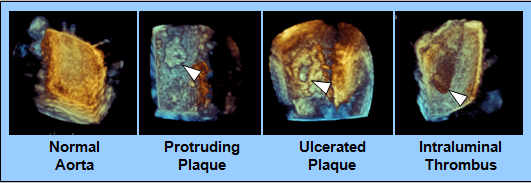 Normal
Aorta
Protruding
Plaque
Ulcerated
Plaque
Intraluminal
Thrombus